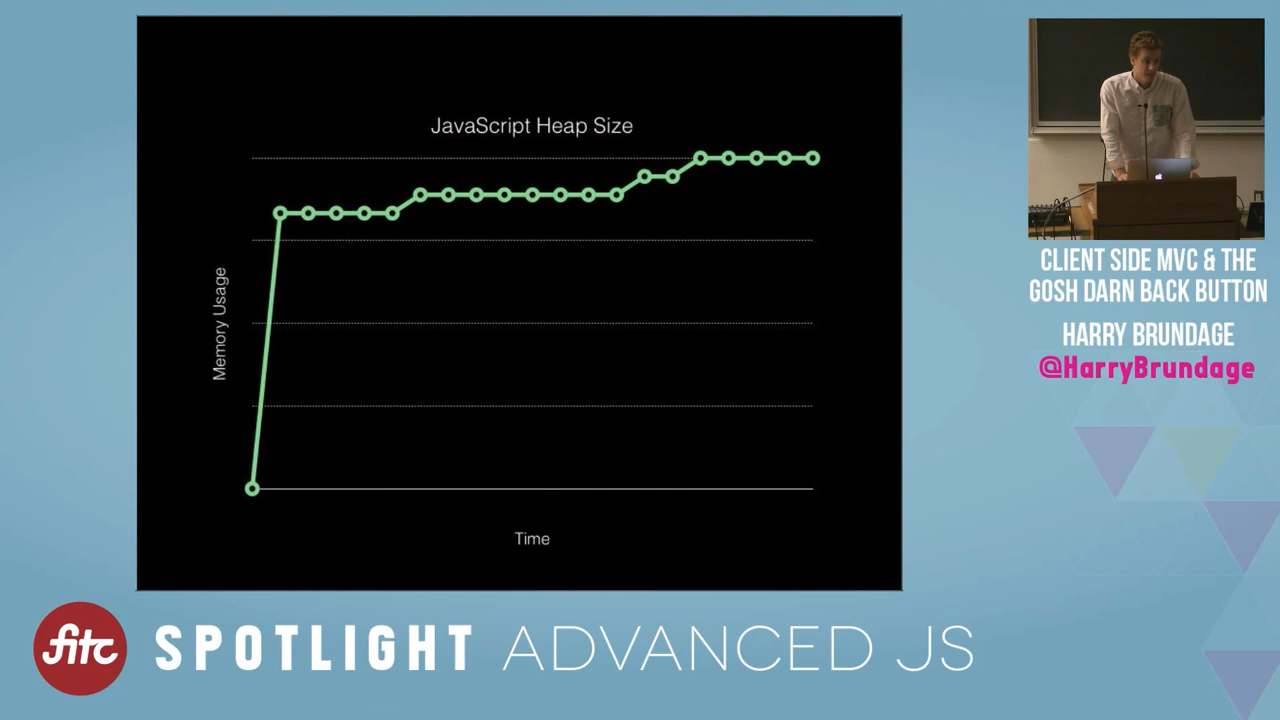 JavaScript Heap Size
Memory Usage
Time
CLIENT SIDE MVC & THE
GOSH DARN BACK BUTTON
HARRY BRUNDAGE
@HarryBrundage
fitc
SPOTLIGHT ADVANCED JS